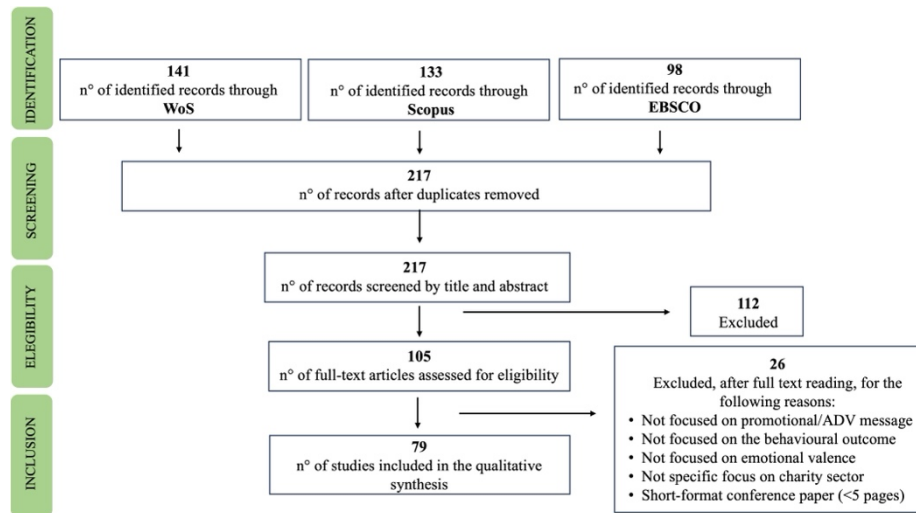 IDENTIFICATION
141
n° of identified records through
WoS
133
n° of identified records through
Scopus
98
n° of identified records through
EBSCO
SCREENING
217
n° of records after duplicates removed
217
n° of records screened by title and abstract
ELEGIBILITY
112
Excluded
105
n° of full-text articles assessed for eligibility
26
Excluded, after full text reading, for the
following reasons:
• Not focused on promotional/ADV message
• Not focused on the behavioural outcome
• Not focused on emotional valence
• Not specific focus on charity sector
• Short-format conference paper (<5 pages)
INCLUSION
79
n° of studies included in the qualitative
synthesis